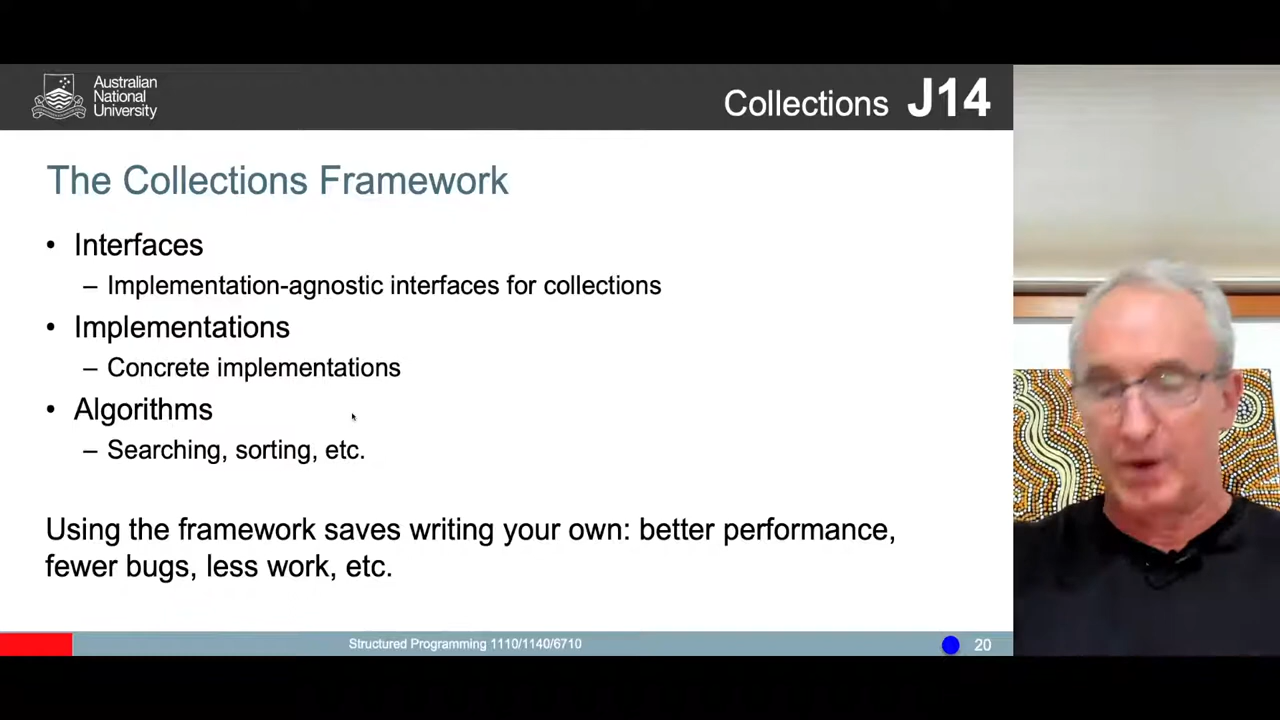 Australian
National
University
Collections J14
The Collections Framework
• Interfaces
– Implementation-agnostic interfaces for collections
• Implementations
– Concrete implementations
• Algorithms
– Searching, sorting, etc.
Using the framework saves writing your own: better performance,
fewer bugs, less work, etc.
Structured Programming 1110/1140/6710
20